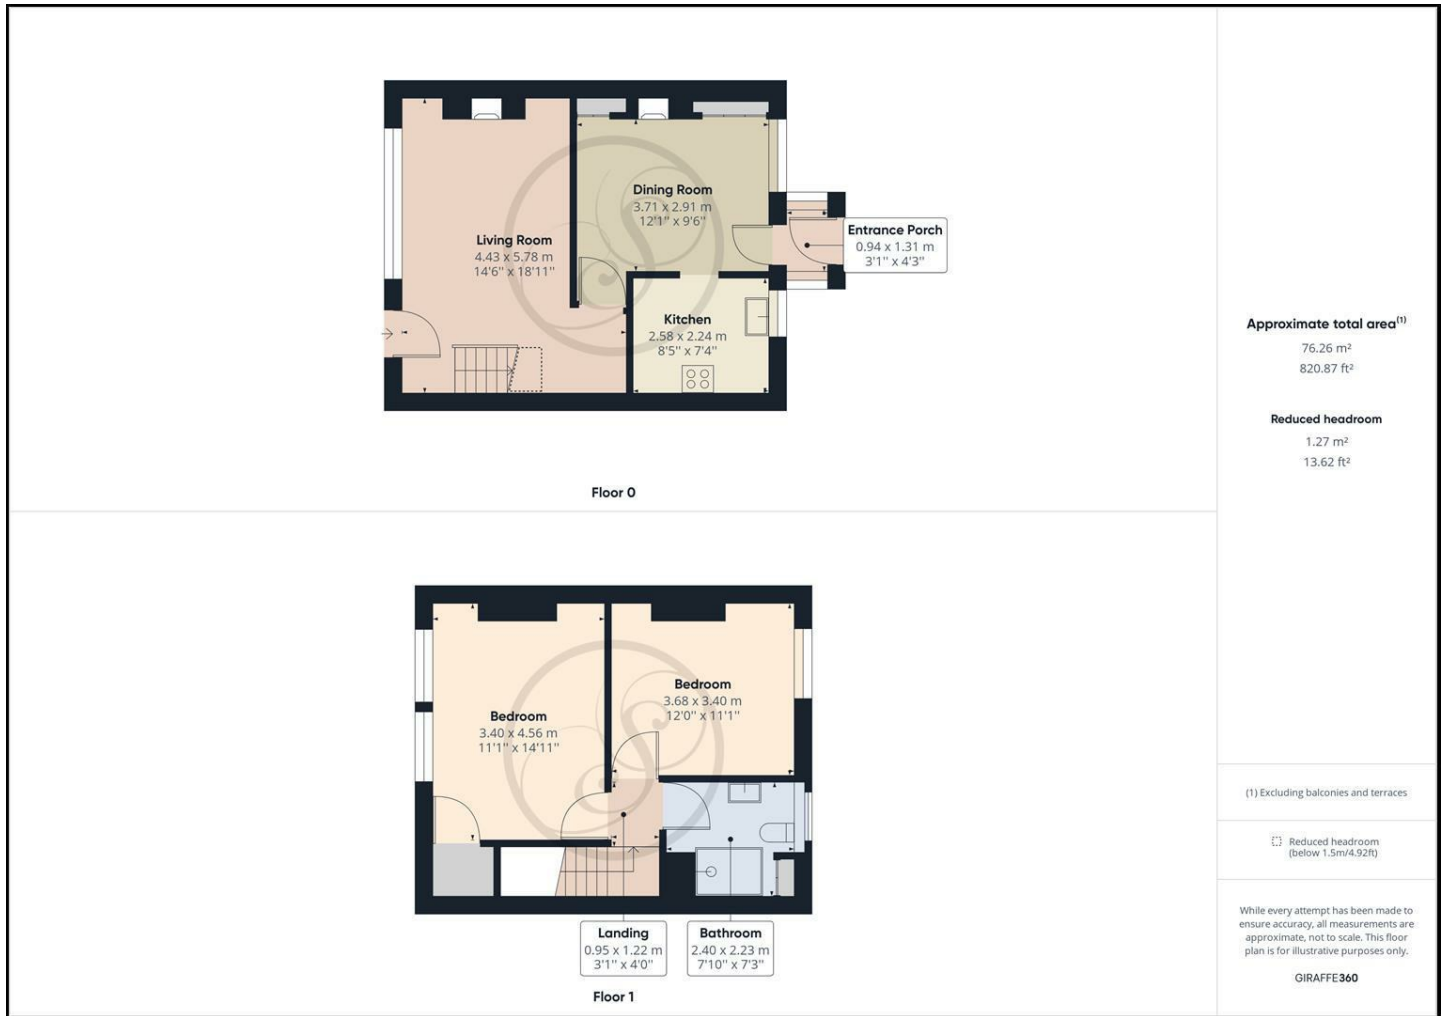 Living Room
4.43 x 5.78 m
14'6'' x 18'11''
Dining Room
3.71 x 2.91 m
12'1'' x 9'6''
Entrance Porch
0.94 x 1.31 m
3'1'' x 4'3''
Kitchen
2.58 x 2.24 m
8'5'' x 7'4''
Floor 0
Bedroom
3.40 x 4.56 m
11'1'' x 14'11''
Bedroom
3.68 x 3.40 m
12'0'' x 11'1''
Landing
0.95 x 1.22 m
3'1'' x 4'0''
Bathroom
2.40 x 2.23 m
7'10'' x 7'3''
Floor 1
Approximate total area(1)
76.26 m²
820.87 ft²
Reduced headroom
1.27 m²
13.62 ft²
(1) Excluding balconies and terraces
Reduced headroom
(below 1.5m/4.92ft)
While every attempt has been made to
ensure accuracy, all measurements are
approximate, not to scale. This floor
plan is for illustrative purposes only.
GIRAFFE360